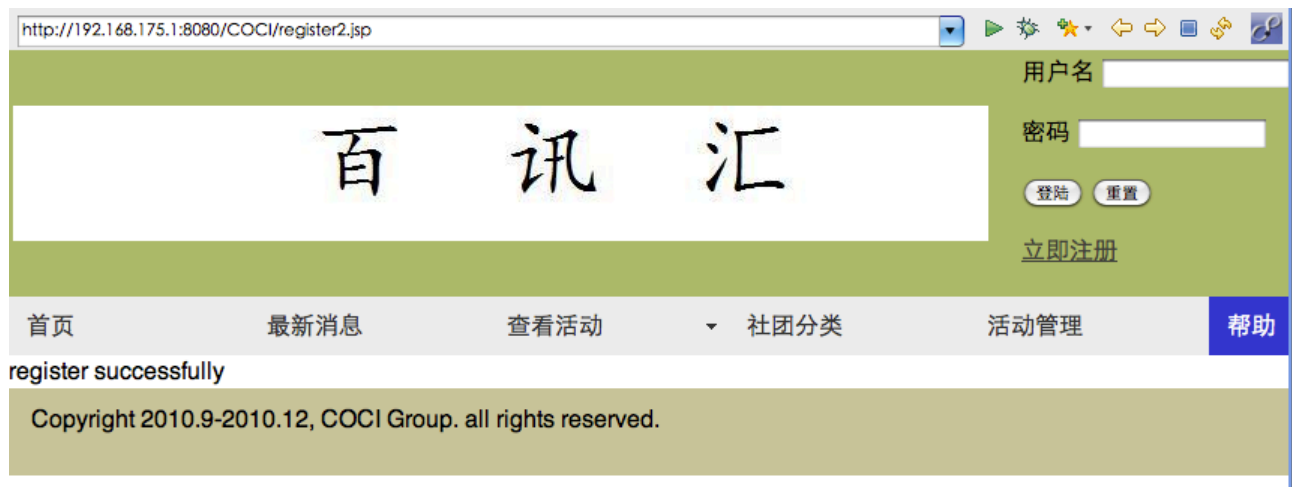 http://192.168.175.1:8080/COCI/register2.jsp
用户名
百 讯 汇
密码
登陆 重置
立即注册
首页 最新消息 查看活动 社团分类 活动管理 帮助
register successfully
Copyright 2010.9-2010.12, COCI Group. all rights reserved.